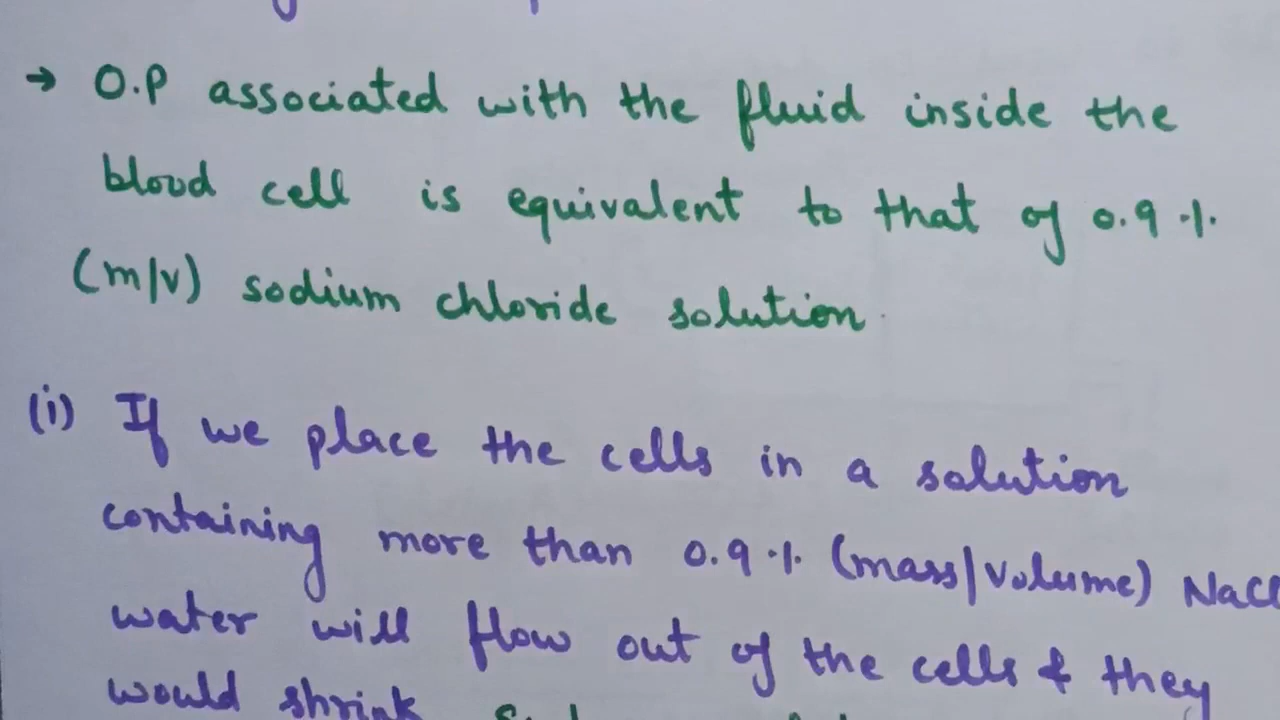 → O.P associated with the fluid inside the
blood cell is equivalent to that of 0.9 %
(m/v) sodium chloride solution
(i) If we place the cells in a solution
containing more than 0.9 % (mass/volume) NaCl
water will flow out of the cells & they
would shrink